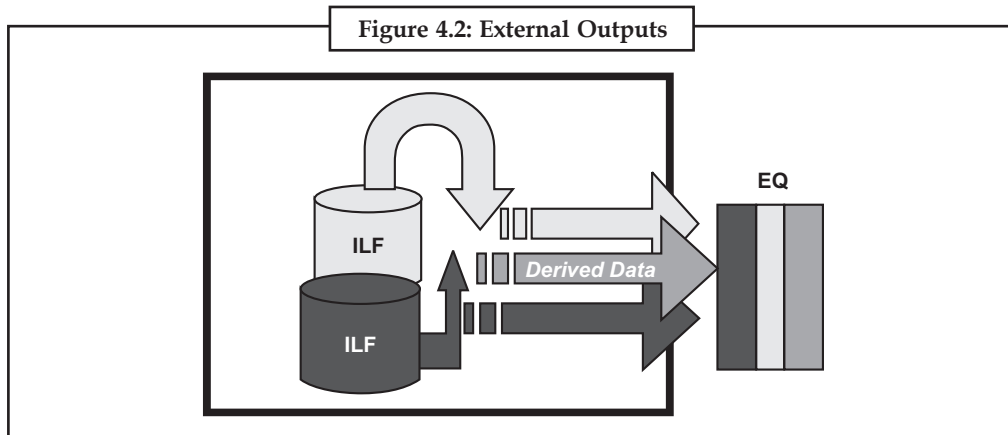 Figure 4.2: External Outputs
EQ
ILF
Derived Data
ILF